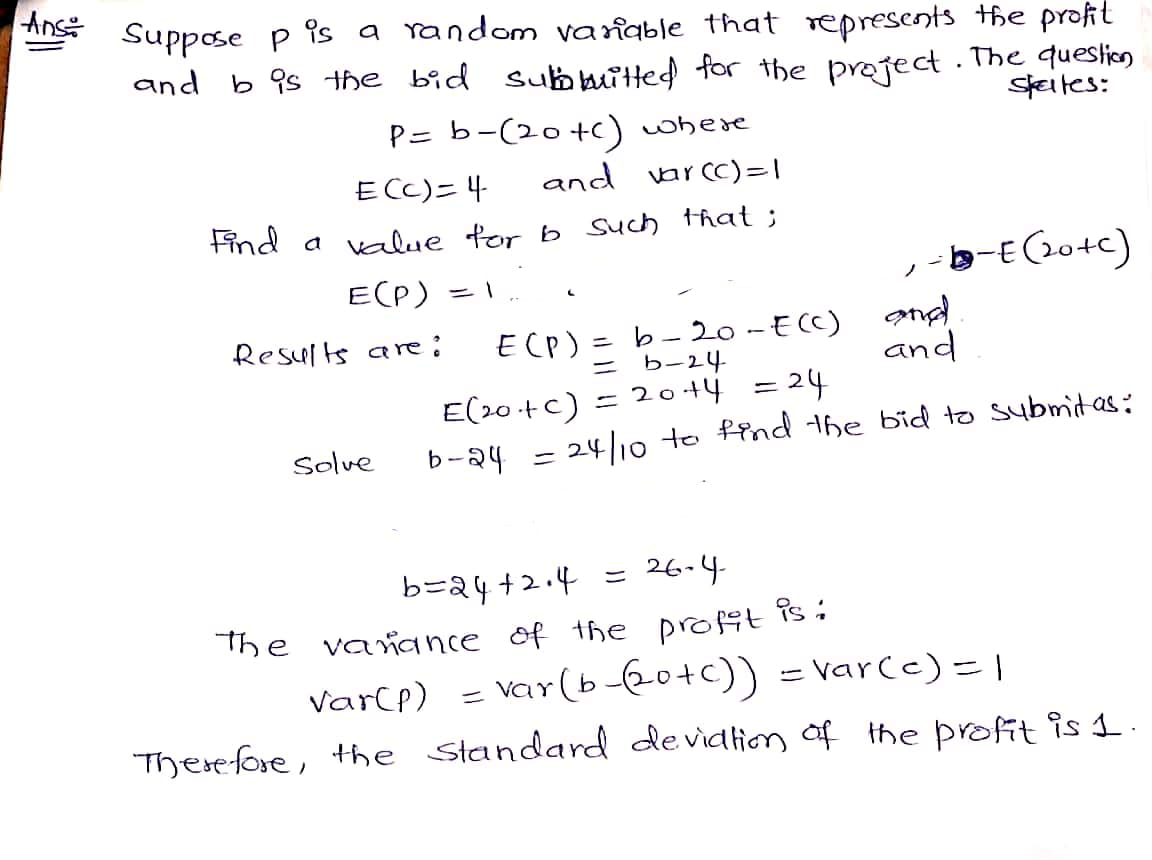 Ans:
Suppose p is a random variable that represents the profit
and b is the bid submitted for the project. The question
states:
P= b-(20+C) where
E(C)= 4 and var(C)=1
Find a value for b such that ;
E(P) = 1 , -b-E(20+C)
Results are: E(P) = b-20-E(C) and
= b-24 and
E(20+C) = 20+4 = 24
Solve b-24 = 24/10 to find the bid to submit as:
b=24+2.4 = 26.4
The variance of the profit is:
Var(P) = Var(b-(20+C)) = Var(C) = 1
Therefore, the standard deviation of the profit is 1.